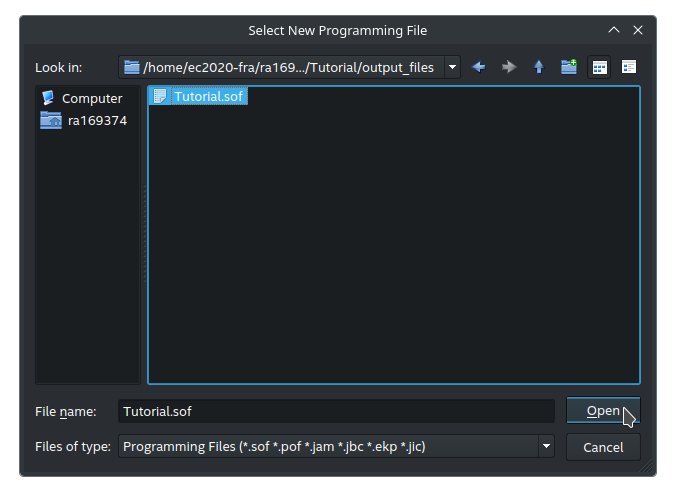 Select New Programming File
Look in: /home/ec2020-fra/ra169.../Tutorial/output_files
Computer
ra169374
Tutorial.sof
File name: Tutorial.sof
Open
Files of type: Programming Files (*.sof *.pof *.jam *.jbc *.ekp *.jic)
Cancel